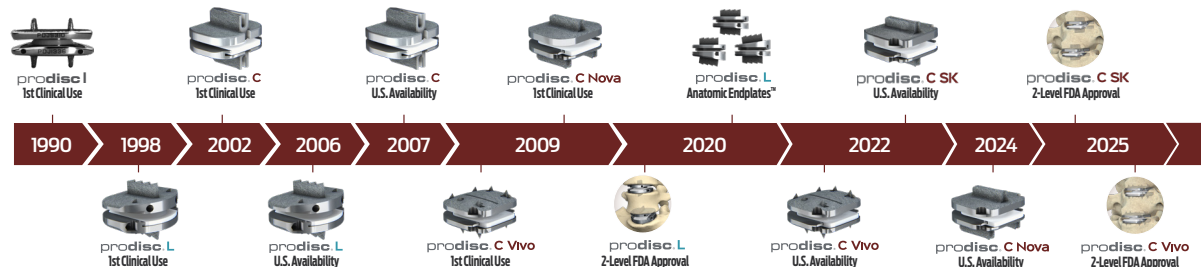 prodisc I
1st Clinical Use
prodisc. C
1st Clinical Use
prodisc. C
U.S. Availability
prodisc. C Nova
1st Clinical Use
prodisc. L
Anatomic Endplates™
prodisc. C SK
U.S. Availability
prodisc. C SK
2-Level FDA Approval
1990 1998 2002 2006 2007 2009 2020 2022 2024 2025
prodisc. L
1st Clinical Use
prodisc. L
U.S. Availability
prodisc. C Vivo
1st Clinical Use
prodisc. L
2-Level FDA Approval
prodisc. C Vivo
U.S. Availability
prodisc. C Nova
U.S. Availability
prodisc. C Vivo
2-Level FDA Approval